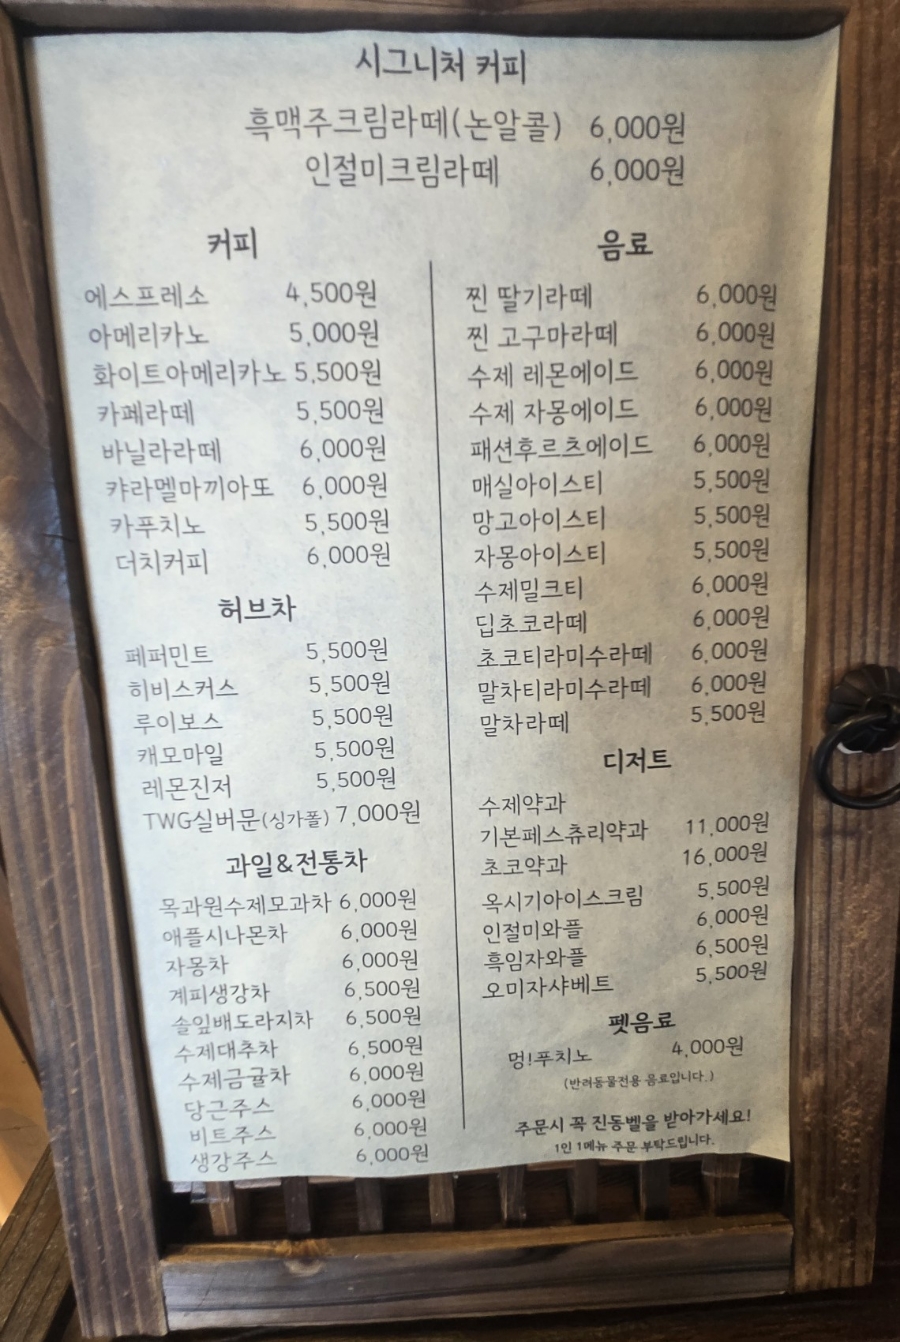 시그니처 커피
흑맥주크림라떼(논알콜) 6,000원
인절미크림라떼 6,000원
커피
에스프레소 4,500원
아메리카노 5,000원
화이트아메리카노 5,500원
카페라떼 5,500원
바닐라라떼 6,000원
캬라멜마끼아또 6,000원
카푸치노 5,500원
더치커피 6,000원
허브차
페퍼민트 5,500원
히비스커스 5,500원
루이보스 5,500원
캐모마일 5,500원
레몬진저 5,500원
TWG실버문(싱가폴) 7,000원
과일&전통차
목과원수제모과차 6,000원
애플시나몬차 6,000원
자몽차 6,000원
계피생강차 6,500원
솔잎배도라지차 6,500원
수제대추차 6,500원
수제금귤차 6,000원
당근주스 6,000원
비트주스 6,000원
생강주스 6,000원
음료
찐 딸기라떼 6,000원
찐 고구마라떼 6,000원
수제 레몬에이드 6,000원
수제 자몽에이드 6,000원
패션후르츠에이드 6,000원
매실아이스티 5,500원
망고아이스티 5,500원
자몽아이스티 5,500원
수제밀크티 6,000원
딥초코라떼 6,000원
초코티라미수라떼 6,000원
말차티라미수라떼 6,000원
말차라떼 5,500원
디저트
수제약과
기본페스츄리약과 11,000원
초코약과 16,000원
옥시기아이스크림 5,500원
인절미와플 6,000원
흑임자와플 6,500원
오미자샤베트 5,500원
펫음료
멍!푸치노 4,000원
(반려동물전용 음료입니다.)
주문시 꼭 진동벨을 받아가세요!
1인 1메뉴 주문 부탁드립니다.